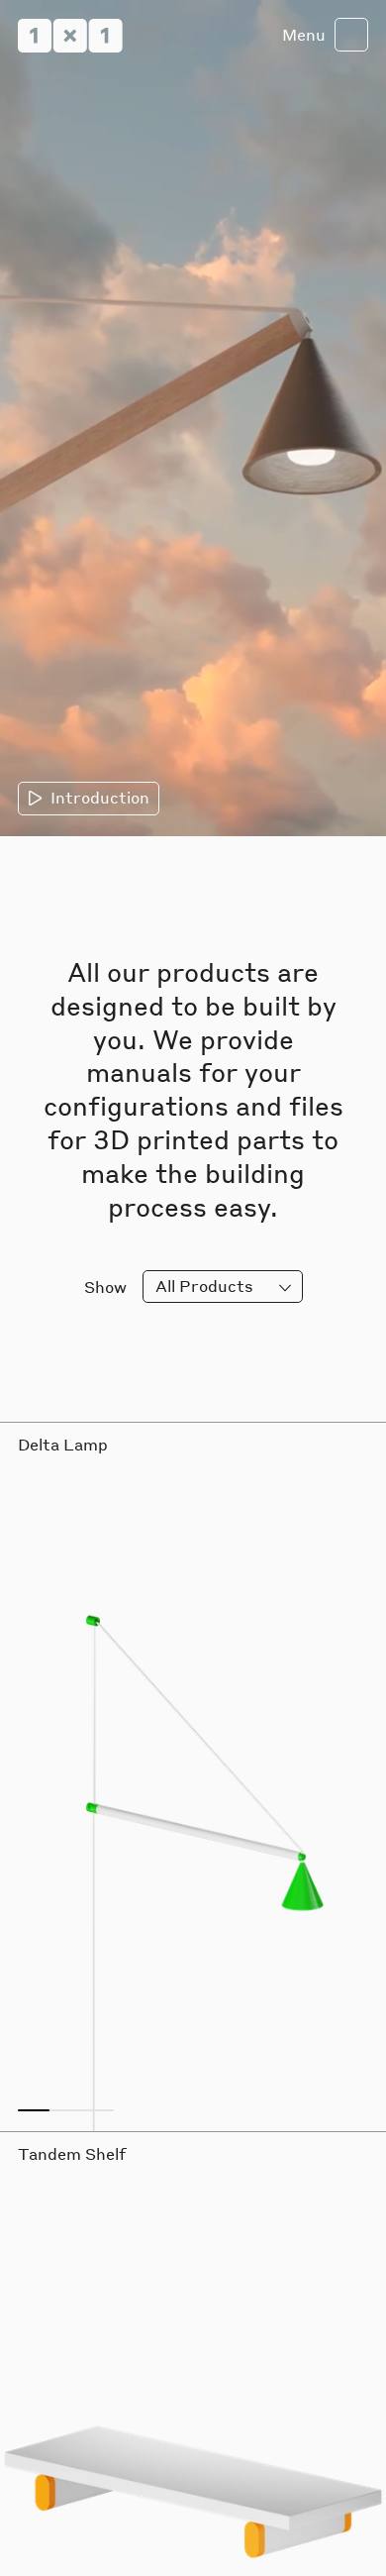 1×1
Menu
Introduction
All our products are
designed to be built by
you. We provide
manuals for your
configurations and files
for 3D printed parts to
make the building
process easy.
Show
All Products
Delta Lamp
Tandem Shelf